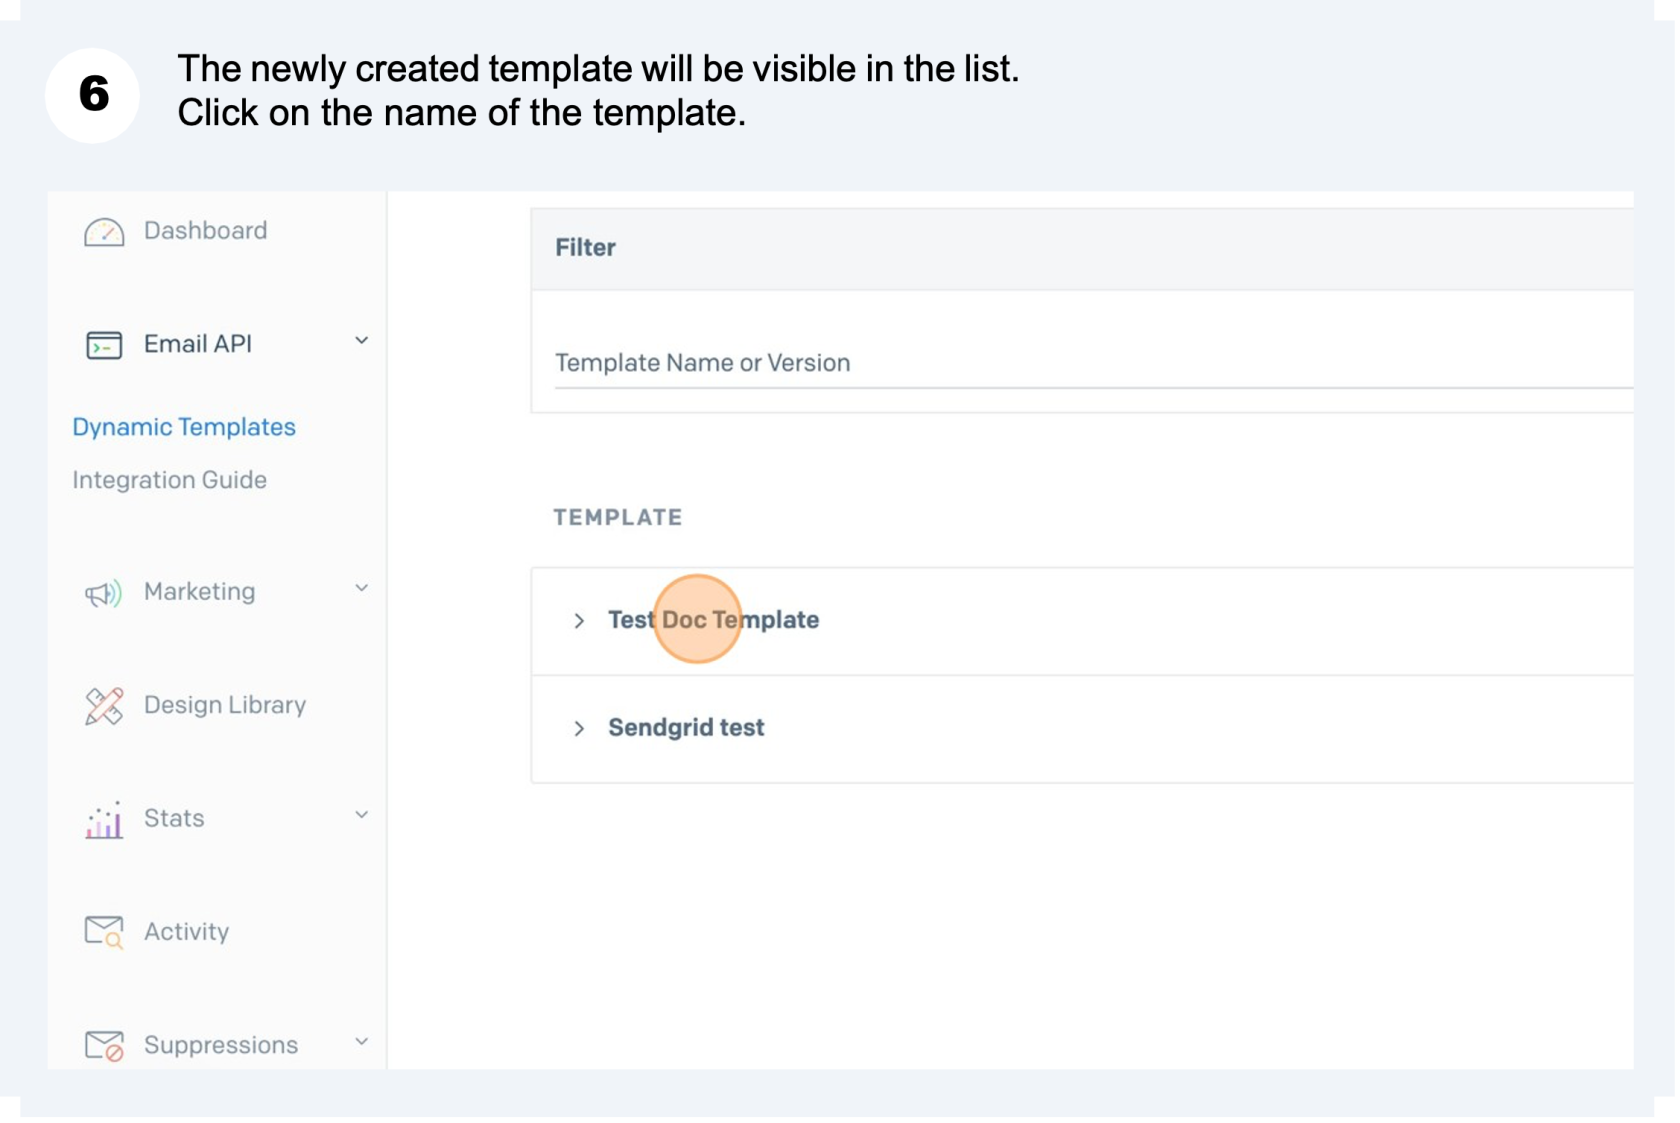 6
The newly created template will be visible in the list.
Click on the name of the template.
Dashboard
Email API
Dynamic Templates
Integration Guide
Marketing
Design Library
Stats
Activity
Suppressions
Filter
Template Name or Version
TEMPLATE
Test Doc Template
Sendgrid test